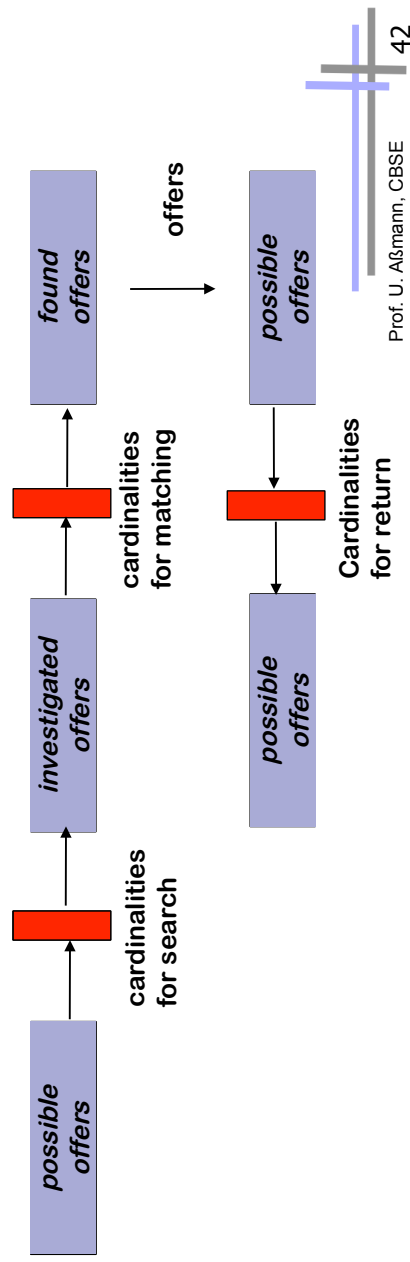 possible
offers
cardinalities
for search
investigated
offers
cardinalities
for matching
found
offers
offers
possible
offers
Cardinalities
for return
possible
offers
Prof. U. Aßmann, CBSE
42